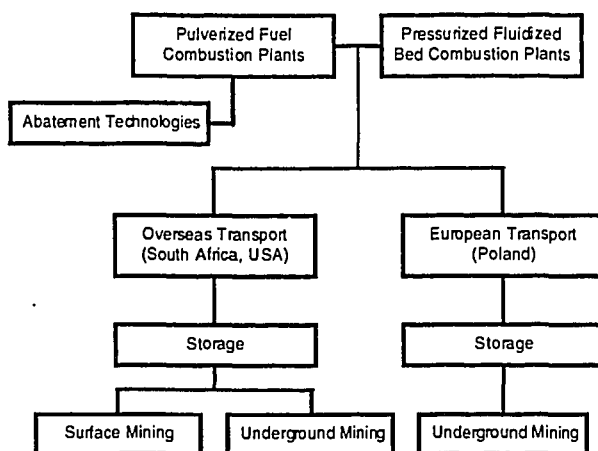 Pulverized Fuel
Combustion Plants
Pressurized Fluidized
Bed Combustion Plants
Abatement Technologies
Overseas Transport
(South Africa, USA)
European Transport
(Poland)
Storage
Storage
Surface Mining
Underground Mining
Underground Mining